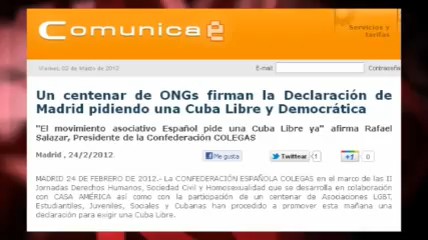 Comunica e
Servicios y
tarifas
Viernes, 02 de Marzo de 2012
E-mail
Contraseña
Un centenar de ONGs firman la Declaración de
Madrid pidiendo una Cuba Libre y Democrática
"El movimiento asociativo Español pide una Cuba Libre ya" afirma Rafael
Salazar, Presidente de la Confederación COLEGAS
Madrid , 24/2/2012
Me gusta
Twittear
1
+1
0
MADRID 24 DE FEBRERO DE 2012.- La CONFEDERACIÓN ESPAÑOLA COLEGAS en el marco de las II
Jornadas Derechos Humanos, Sociedad Civil y Homosexualidad que se desarrolla en colaboración
con CASA AMÉRICA así como con la participación de un centenar de Asociaciones LGBT,
Estudiantiles, Juveniles, Sociales y Cubanas han procedido a promover esta mañana una
declaración para exigir una Cuba Libre.